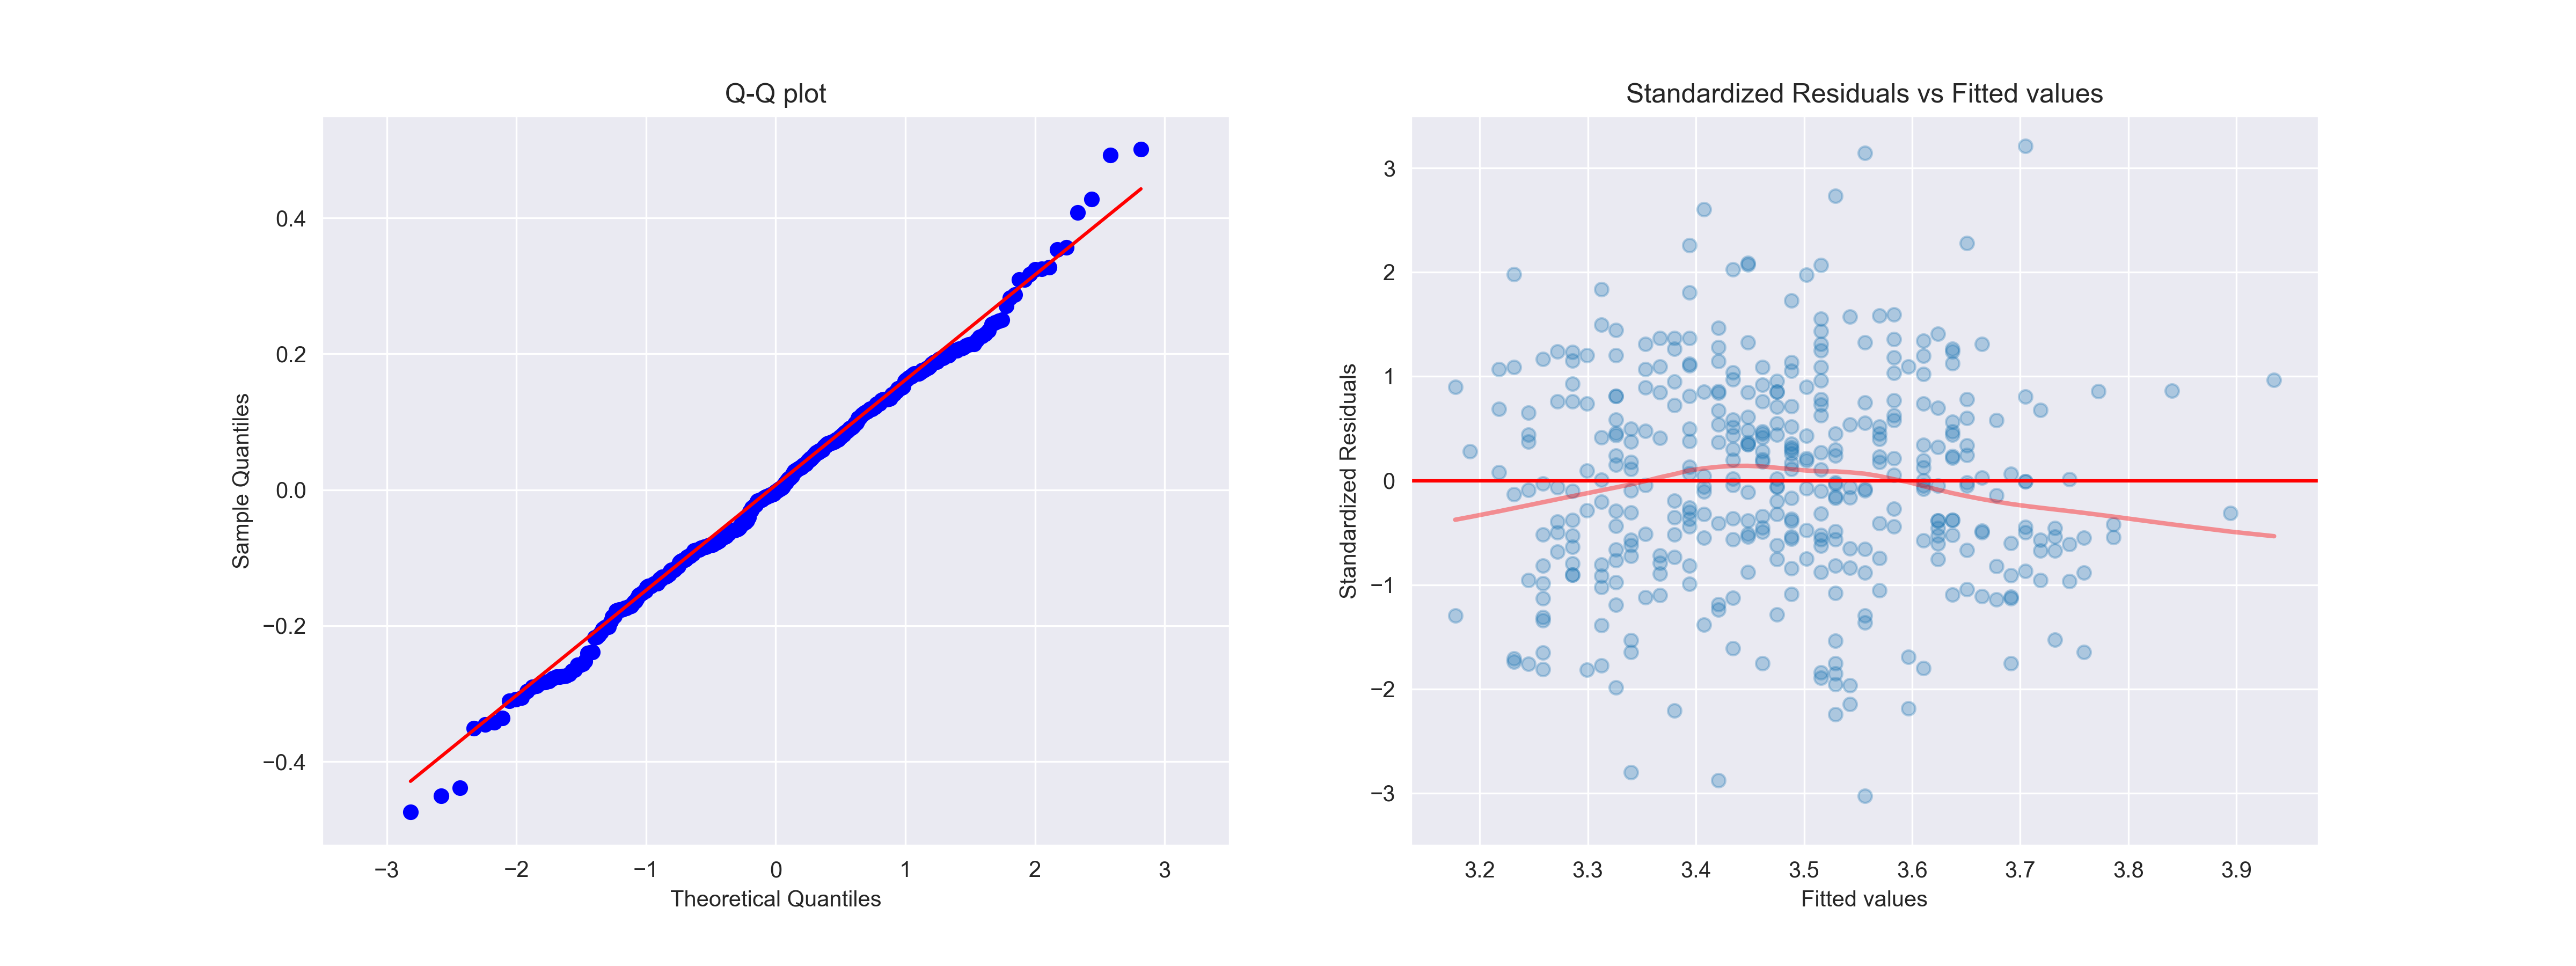 Q-Q plot
Sample Quantiles
0.4
0.2
0.0
−0.2
−0.4
−3 −2 −1 0 1 2 3
Theoretical Quantiles
Standardized Residuals vs Fitted values
Standardized Residuals
3
2
1
0
−1
−2
−3
3.2 3.3 3.4 3.5 3.6 3.7 3.8 3.9
Fitted values